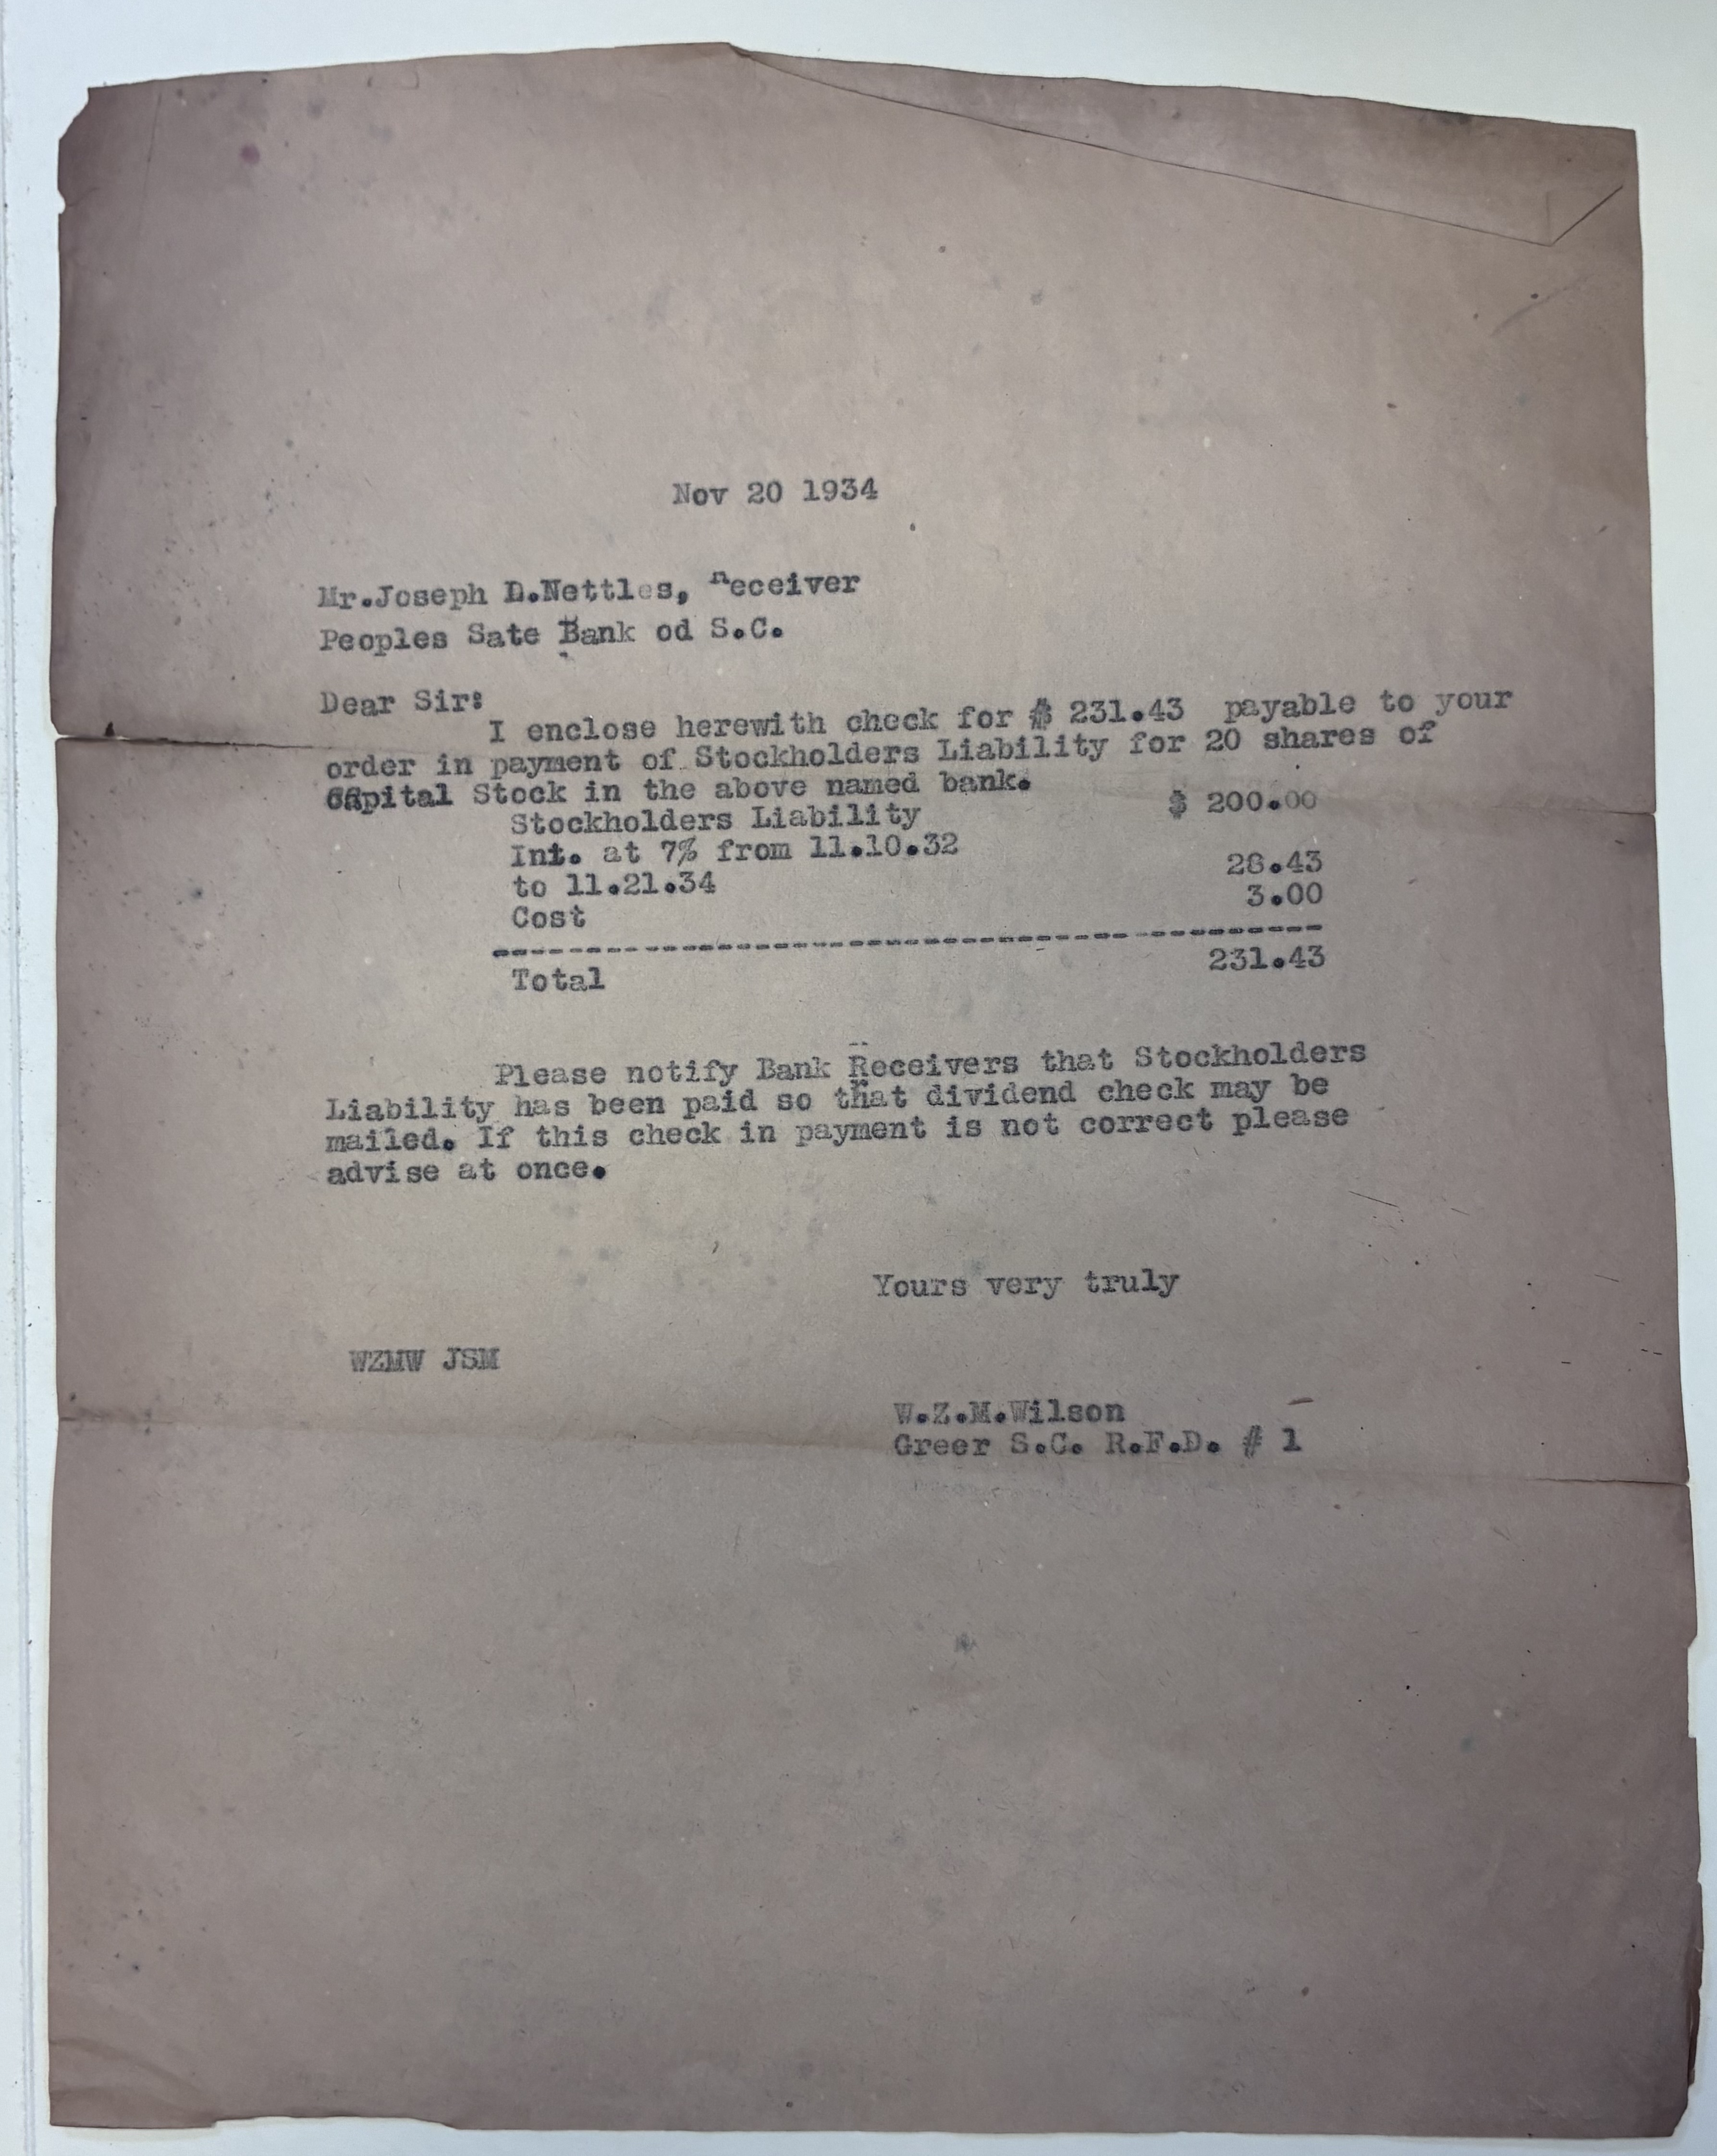 Nov 20 1934
Mr.Joseph D.Nettles, Receiver
Peoples Sate Bank od S.C.
Dear Sir:
I enclose herewith check for $ 231.43 payable to your
order in payment of Stockholders Liability for 20 shares of
Capital Stock in the above named bank.
Stockholders Liability $ 200.00
Int. at 7% from 11.10.32
to 11.21.34 28.43
Cost 3.00
--------------------------------------------
Total 231.43
Please notify Bank Receivers that Stockholders
Liability has been paid so that dividend check may be
mailed. If this check in payment is not correct please
advise at once.
Yours very truly
WZMW JSM
W.Z.M.Wilson
Greer S.C. R.F.D. # 1